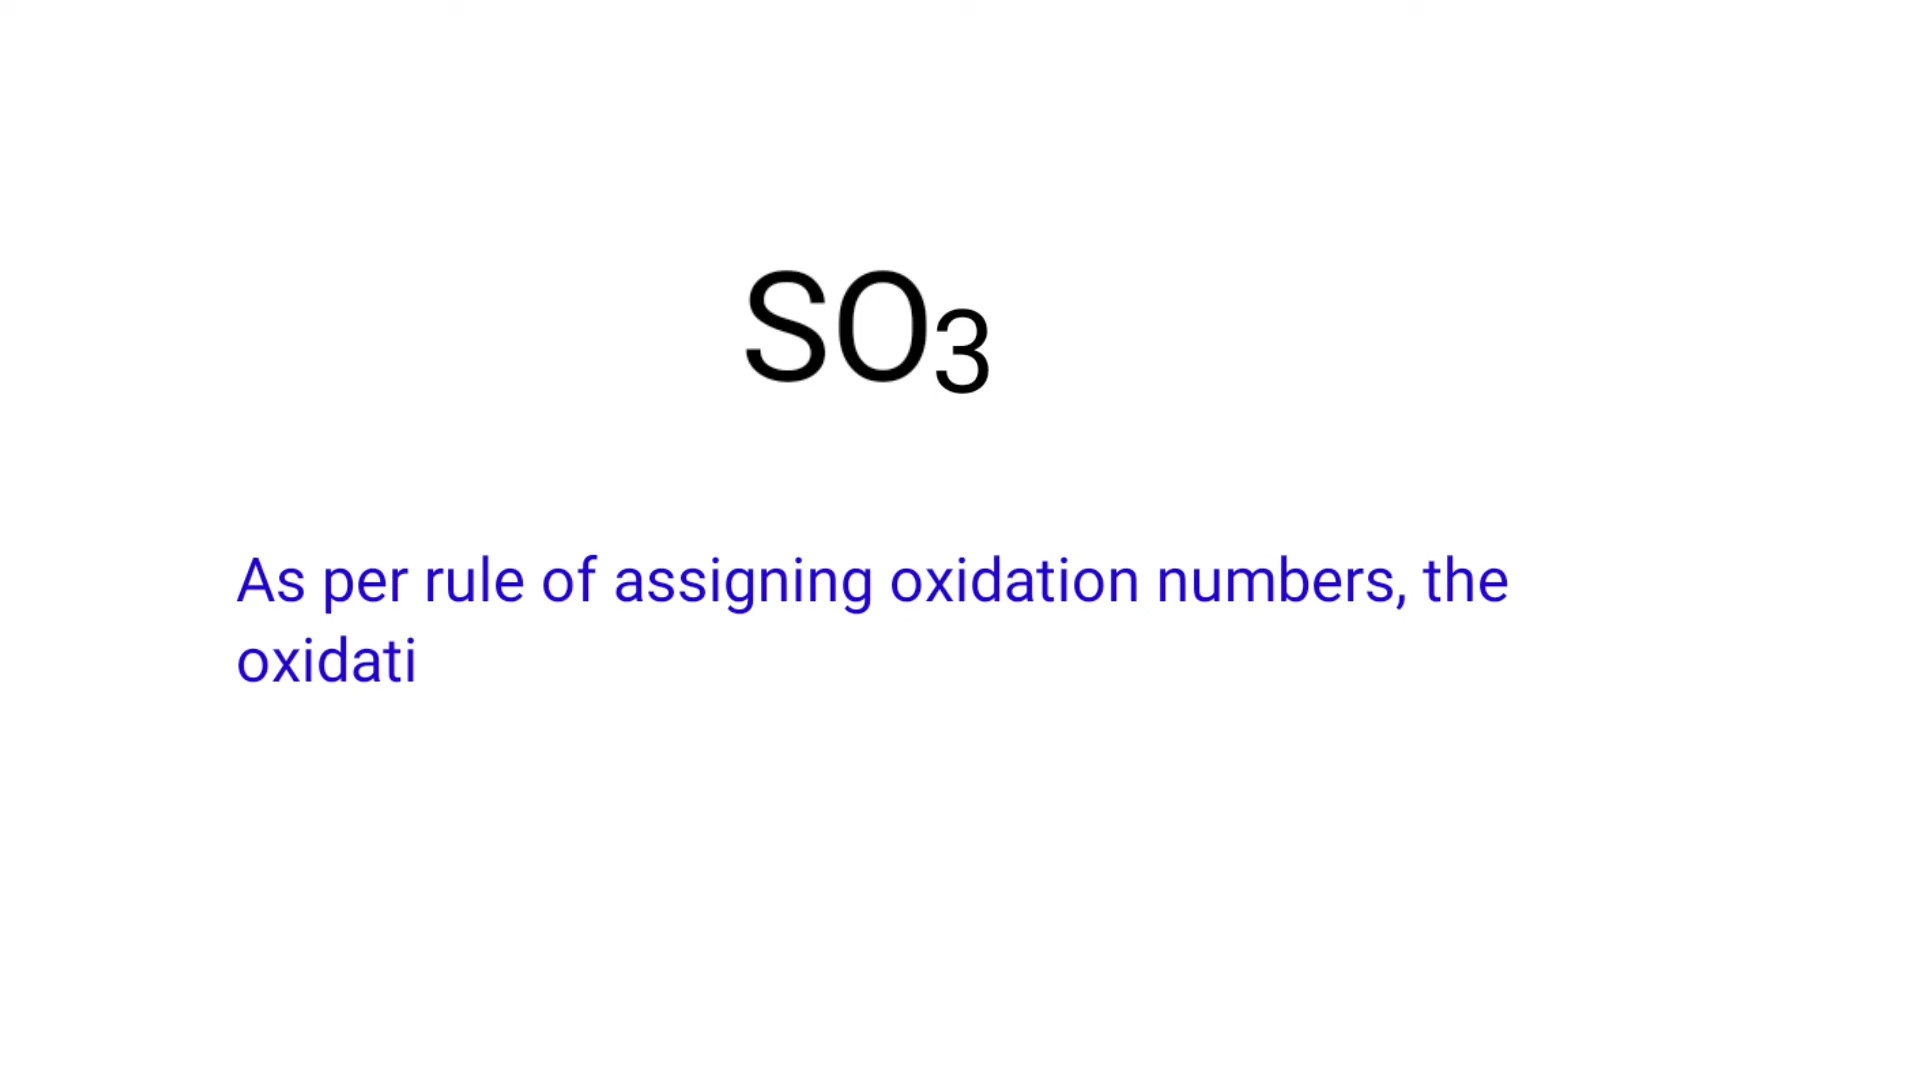 SO₃
As per rule of assigning oxidation numbers, the
oxidati